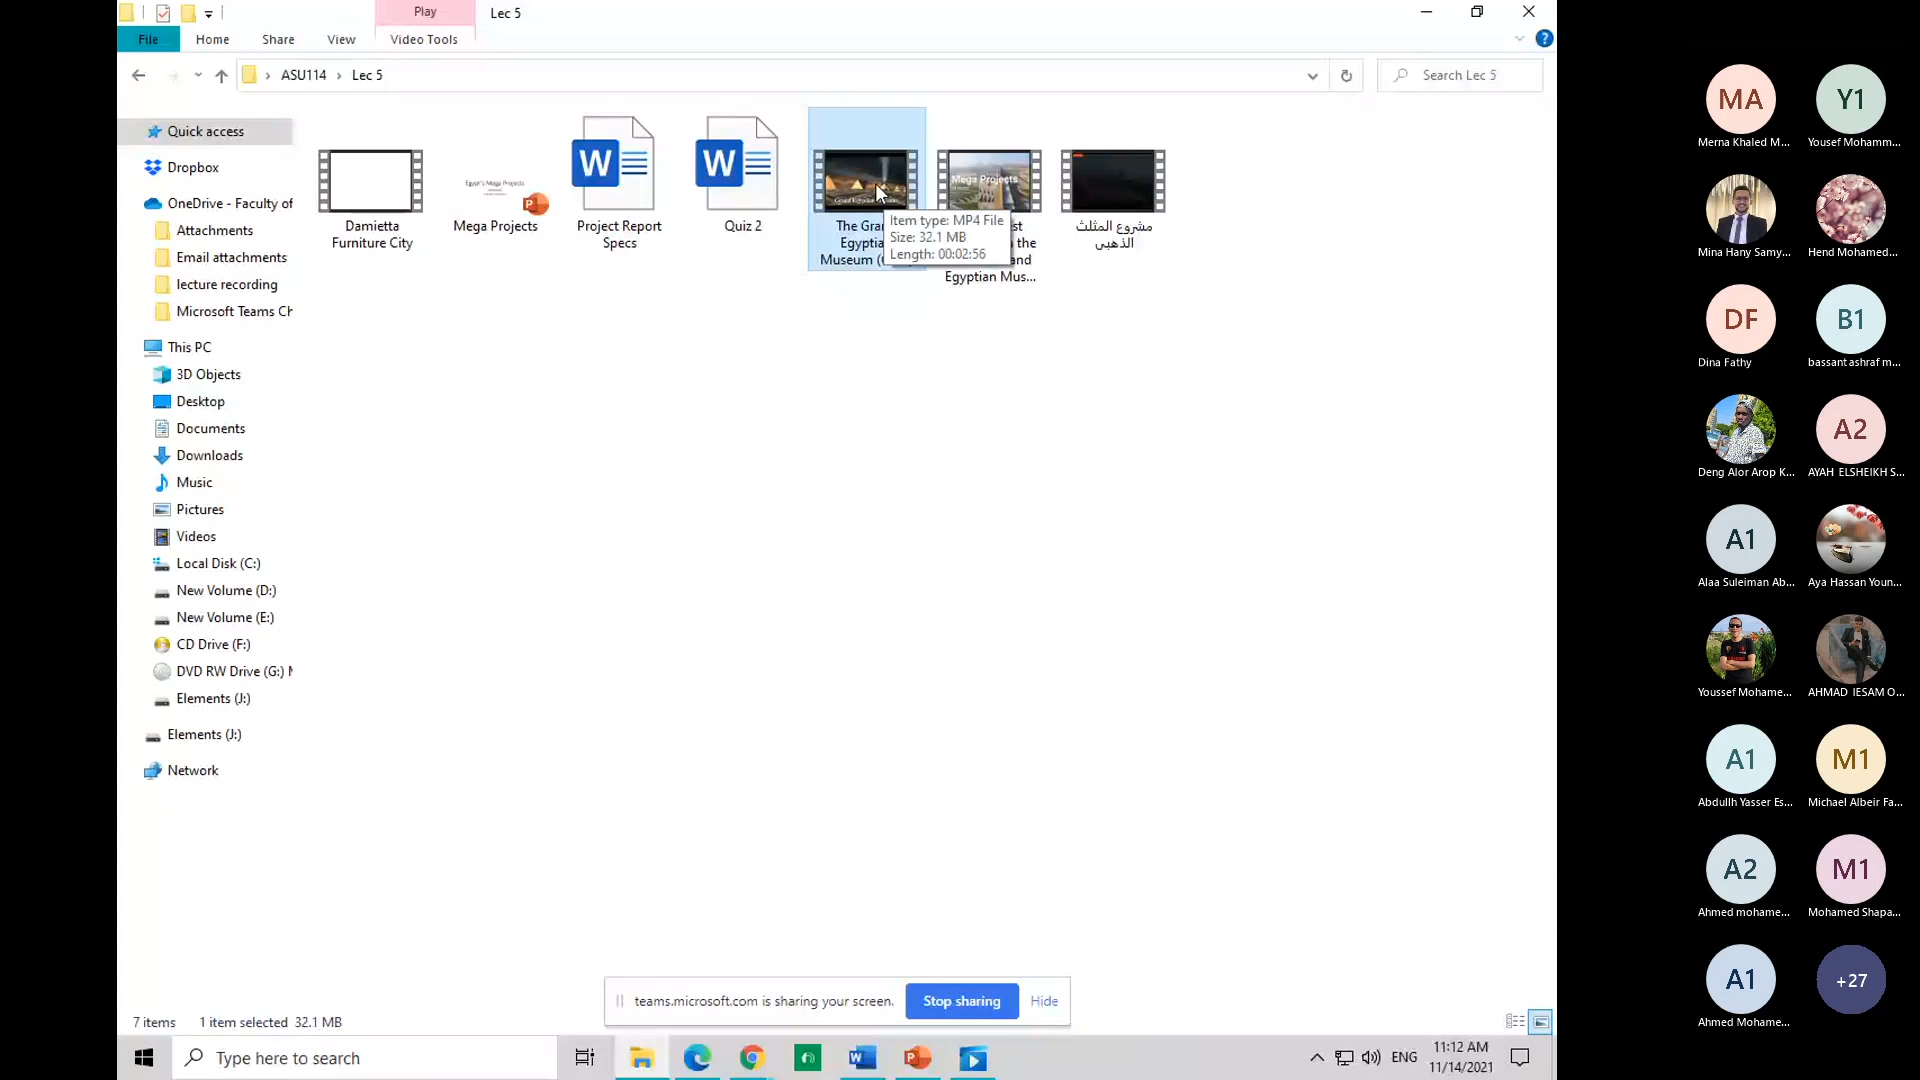 Play
Lec 5
File
Home
Share
View
Video Tools
ASU114
Lec 5
Search Lec 5
Quick access
Dropbox
OneDrive - Faculty of
Attachments
Email attachments
lecture recording
Microsoft Teams Ch
This PC
3D Objects
Desktop
Documents
Downloads
Music
Pictures
Videos
Local Disk (C:)
New Volume (D:)
New Volume (E:)
CD Drive (F:)
DVD RW Drive (G:)
Elements (J:)
Elements (J:)
Network
Damietta
Furniture City
Egypt's Mega Projects
Mega Projects
Project Report
Specs
Quiz 2
The Gra
Egyptia
Museum (
Item type: MP4 File
Size: 32.1 MB
Length: 00:02:56
Mega Projects
st
the
and
Egyptian Mus...
مشروع المثلث
الذهبى
teams.microsoft.com is sharing your screen.
Stop sharing
Hide
7 items
1 item selected 32.1 MB
Type here to search
ENG
11:12 AM
11/14/2021
MA
Merna Khaled M...
Y1
Yousef Mohamm...
Mina Hany Samy...
Hend Mohamed...
DF
Dina Fathy
B1
bassant ashraf m...
Deng Alor Arop K...
A2
AYAH ELSHEIKH S...
A1
Alaa Suleiman Ab...
Aya Hassan Youn...
Youssef Mohame...
AHMAD IESAM O...
A1
Abdullh Yasser Es...
M1
Michael Albeir Fa...
A2
Ahmed mohame...
M1
Mohamed Shapa...
A1
Ahmed Mohame...
+27